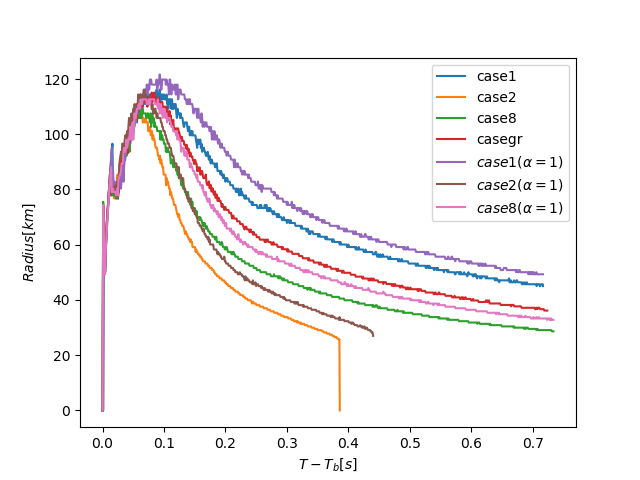 120
100
80
60
40
20
0
Radius[km]
0.0 0.1 0.2 0.3 0.4 0.5 0.6 0.7
T − T_b[s]
case1
case2
case8
casegr
case1(α = 1)
case2(α = 1)
case8(α = 1)